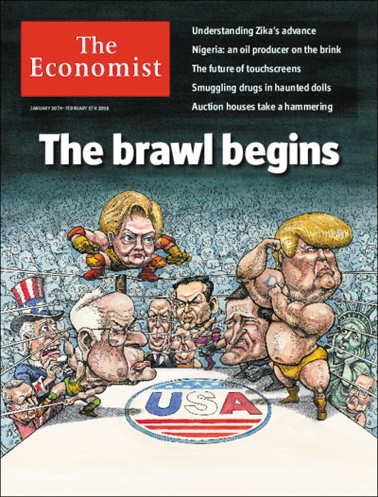 The
Economist
JANUARY 30TH–FEBRUARY 5TH 2016
Understanding Zika's advance
Nigeria: an oil producer on the brink
The future of touchscreens
Smuggling drugs in haunted dolls
Auction houses take a hammering
The brawl begins
USA